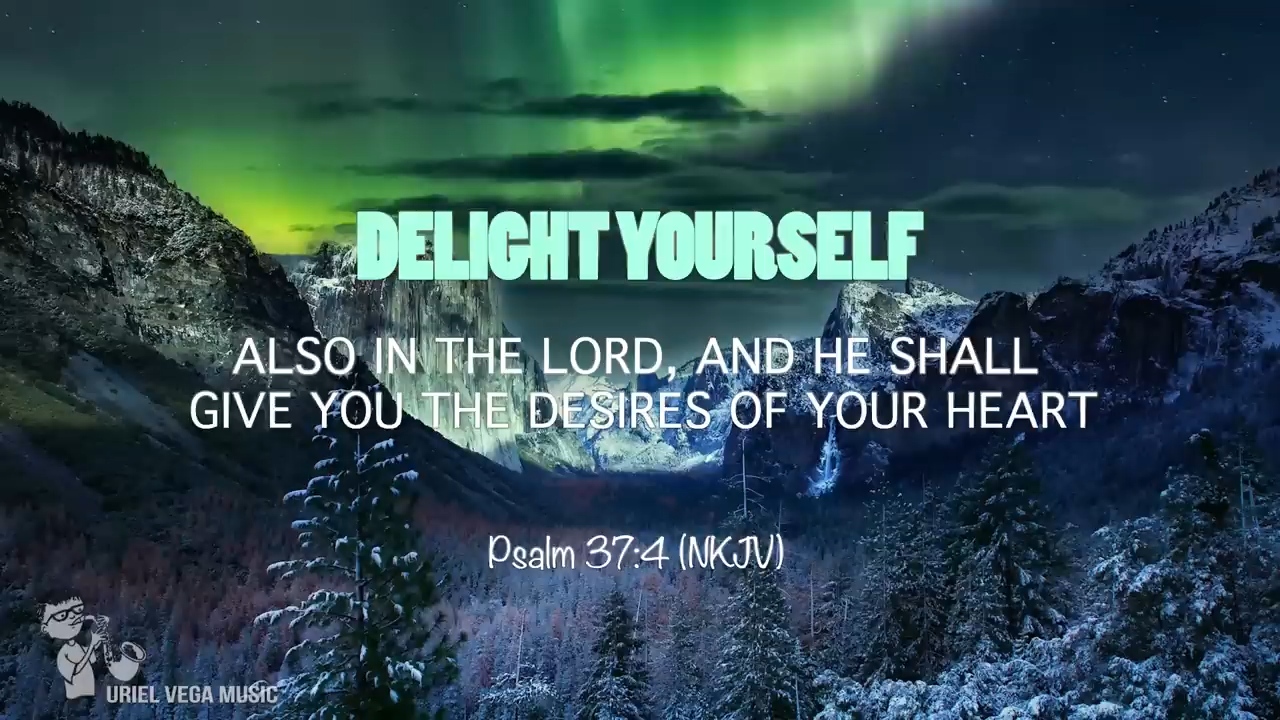 DELIGHT YOURSELF
ALSO IN THE LORD, AND HE SHALL
GIVE YOU THE DESIRES OF YOUR HEART
Psalm 37:4 (NKJV)
URIEL VEGA MUSIC